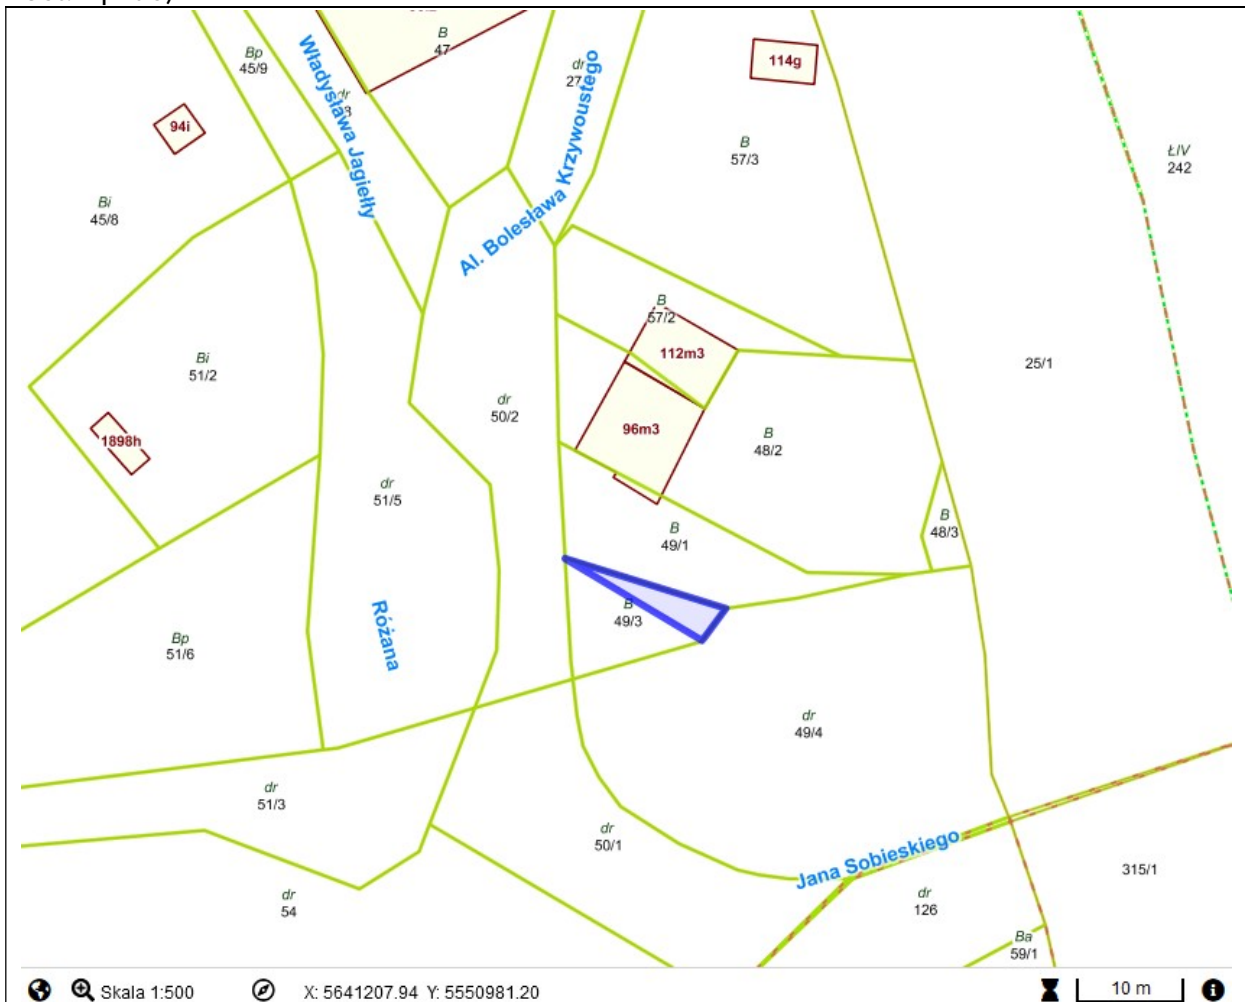 B
47
Bp
45/9
Władysława Jagiełły
dr
dr
27
Al. Bolesława Krzywoustego
114g
94i
B
57/3
Ł/V
242
Bi
45/8
B
57/2
112m3
Bi
51/2
25/1
dr
50/2
96m3
B
48/2
1898h
dr
51/5
B
49/1
B
48/3
B
49/3
Różana
Bp
51/6
dr
49/4
dr
51/3
dr
50/1
Jana Sobieskiego
315/1
dr
54
dr
126
Ba
59/1
Skala 1:500
X: 5641207.94 Y: 5550981.20
10 m